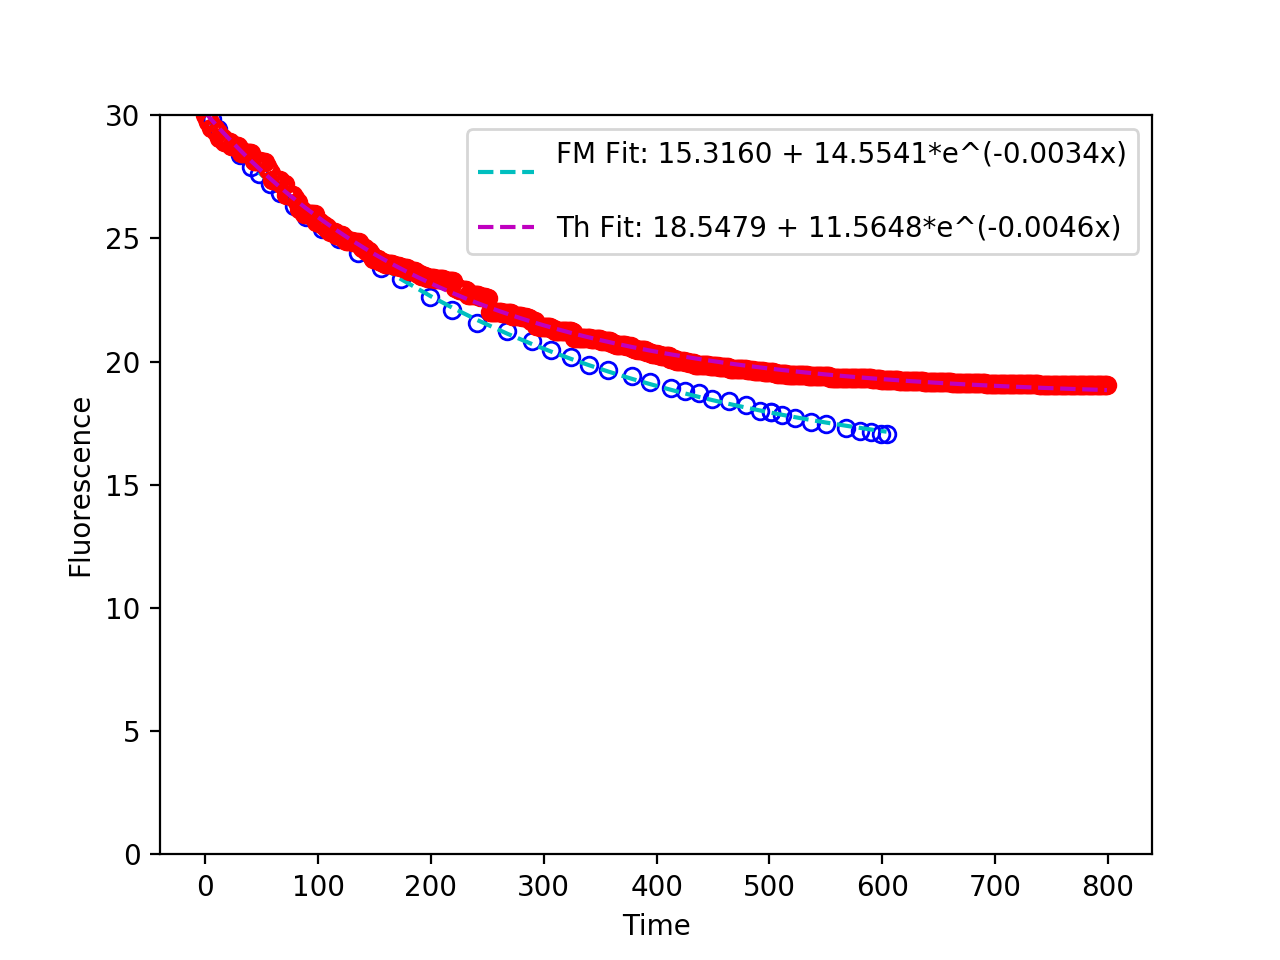 FM Fit: 15.3160 + 14.5541*e^(-0.0034x)
Th Fit: 18.5479 + 11.5648*e^(-0.0046x)
30
25
20
15
10
5
0
Fluorescence
0 100 200 300 400 500 600 700 800
Time